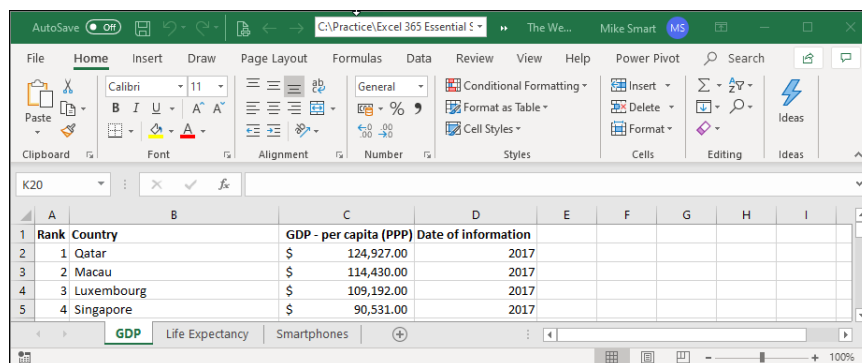 AutoSave Off C:\Practice\Excel 365 Essential S The We... Mike Smart MS
File Home Insert Draw Page Layout Formulas Data Review View Help Power Pivot Search
Paste Calibri 11 General Conditional Formatting Insert Ideas
B I U A A ab c % Format as Table Delete
A Cell Styles Format
Clipboard Font Alignment Number Styles Cells Editing Ideas
K20 fx
A B C D E F G H I
1 Rank Country GDP - per capita (PPP) Date of information
2 1 Qatar $ 124,927.00 2017
3 2 Macau $ 114,430.00 2017
4 3 Luxembourg $ 109,192.00 2017
5 4 Singapore $ 90,531.00 2017
GDP Life Expectancy Smartphones
100%